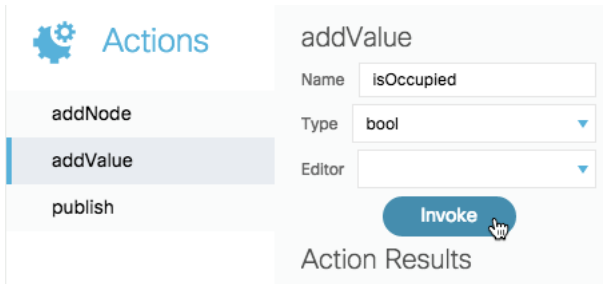 Actions
addNode
addValue
publish
addValue
Name isOccupied
Type bool
Editor
Invoke
Action Results